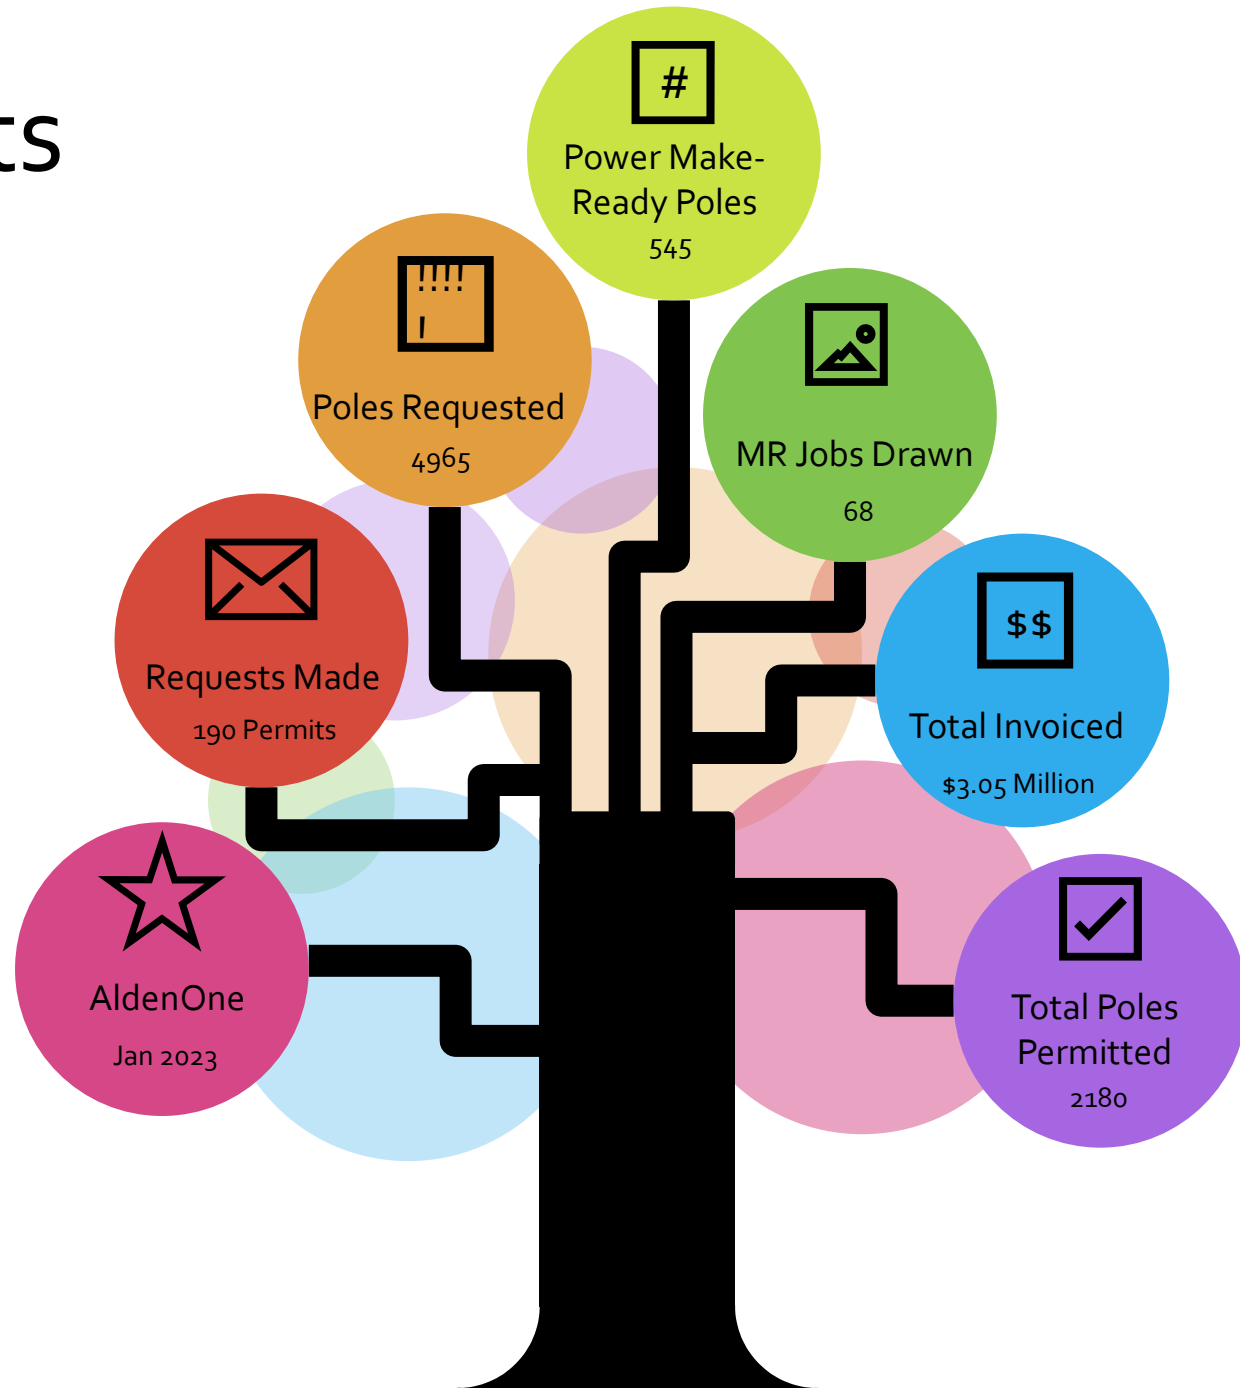 ts
#
Power Make-
Ready Poles
545
!!!!
!
Poles Requested
4965
MR Jobs Drawn
68
Requests Made
190 Permits
$$
Total Invoiced
$3.05 Million
AldenOne
Jan 2023
Total Poles
Permitted
2180